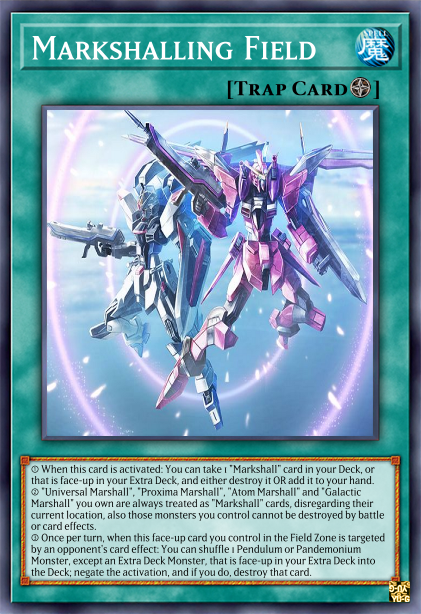 Markshalling Field
SPELL
魔
[Trap Card]
① When this card is activated: You can take 1 "Markshall" card in your Deck, or
that is face-up in your Extra Deck, and either destroy it OR add it to your hand.
② "Universal Marshall", "Proxima Marshall", "Atom Marshall" and "Galactic
Marshall" you own are always treated as "Markshall" cards, disregarding their
current location, also those monsters you control cannot be destroyed by battle
or card effects.
③ Once per turn, when this face-up card you control in the Field Zone is targeted
by an opponent's card effect: You can shuffle 1 Pendulum or Pandemonium
Monster, except an Extra Deck Monster, that is face-up in your Extra Deck into
the Deck; negate the activation, and if you do, destroy that card.